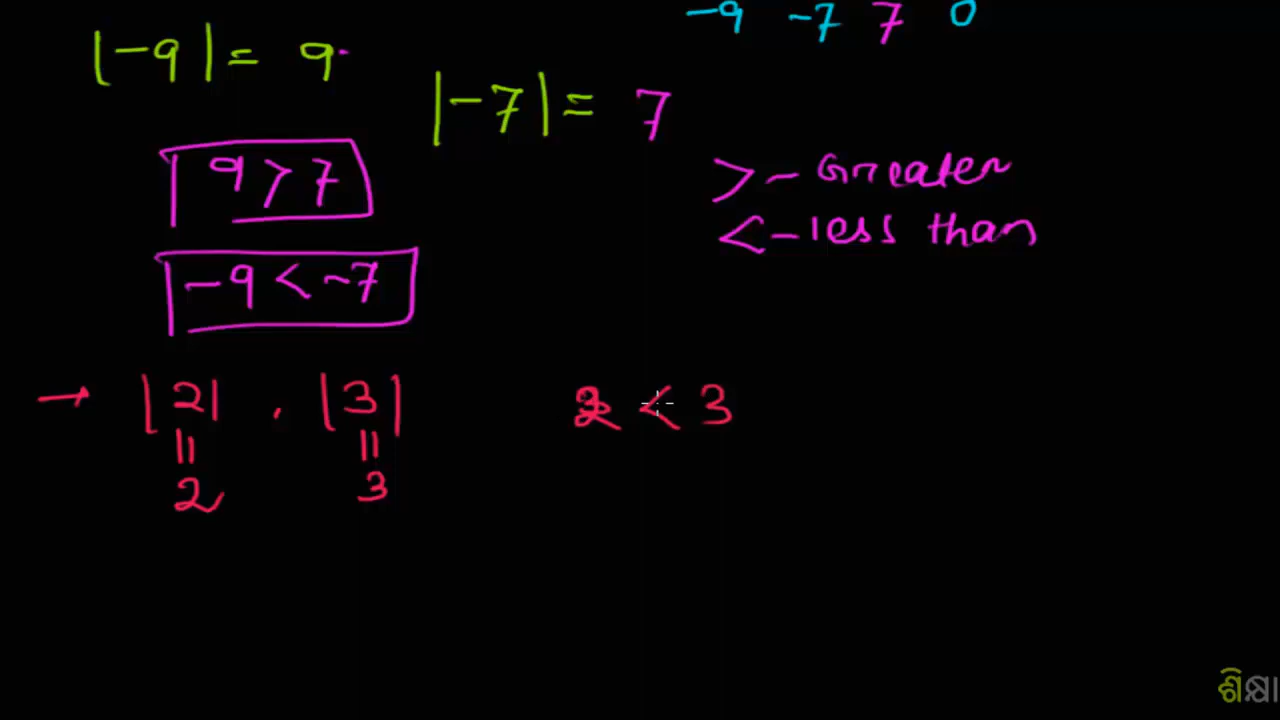 -9 -7 7 0
|-9| = 9
|-7| = 7
9 > 7
> - Greater
< - less than
-9 < -7
→ |2| . |3|
2 < 3
|| ||
2 3
ଶିକ୍ଷା